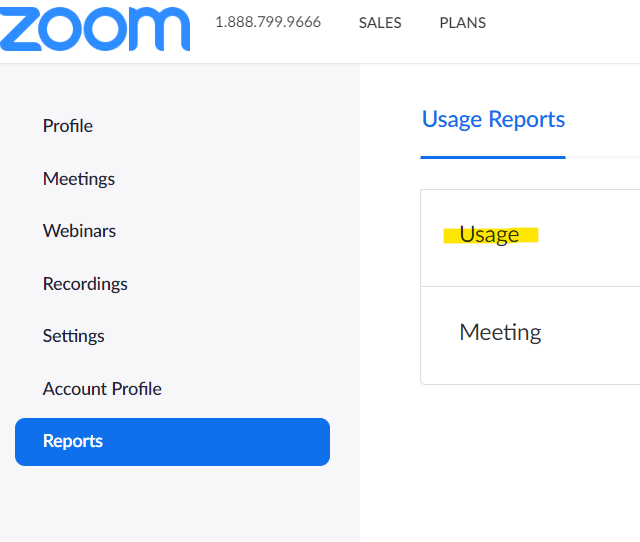 zoom 1.888.799.9666 SALES PLANS
Profile
Meetings
Webinars
Recordings
Settings
Account Profile
Reports
Usage Reports
Usage
Meeting